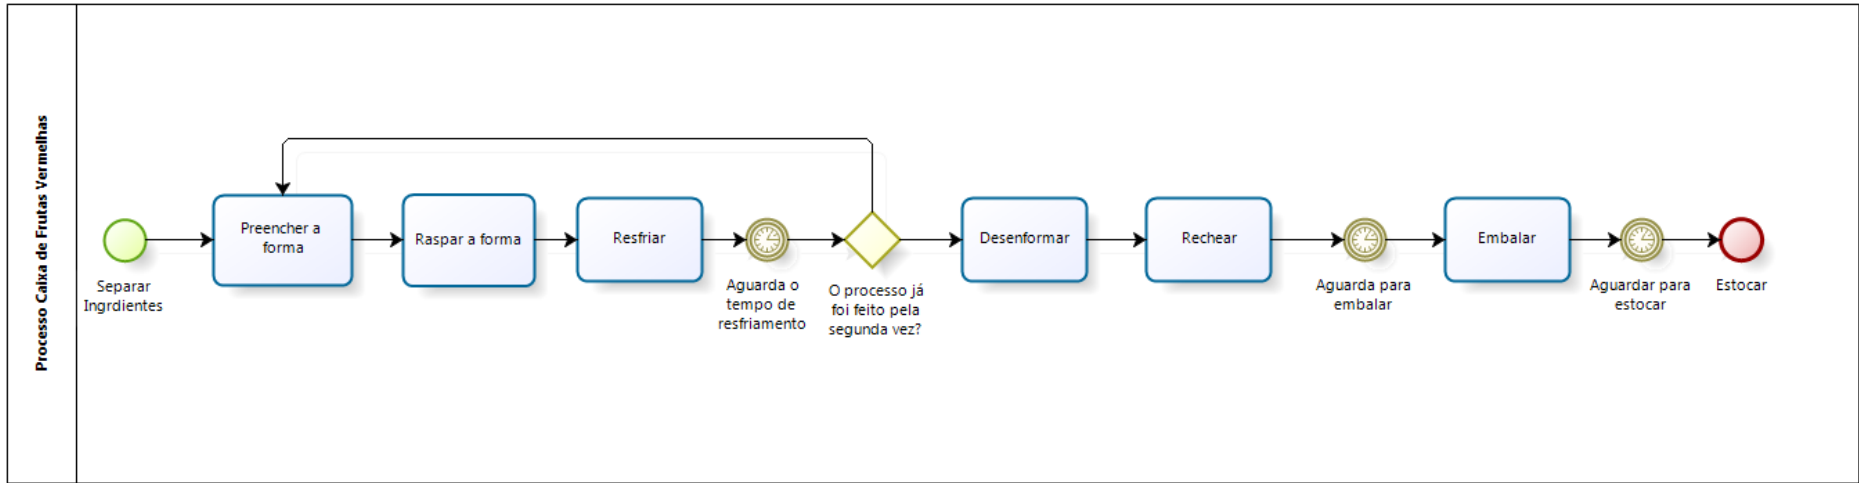 Processo Caixa de Frutas Vermelhas
Separar
Ingrdientes
Preencher a
forma
Raspar a forma
Resfriar
Aguarda o
tempo de
resfriamento
O processo já
foi feito pela
segunda vez?
Desenformar
Rechear
Aguarda para
embalar
Embalar
Aguardar para
estocar
Estocar